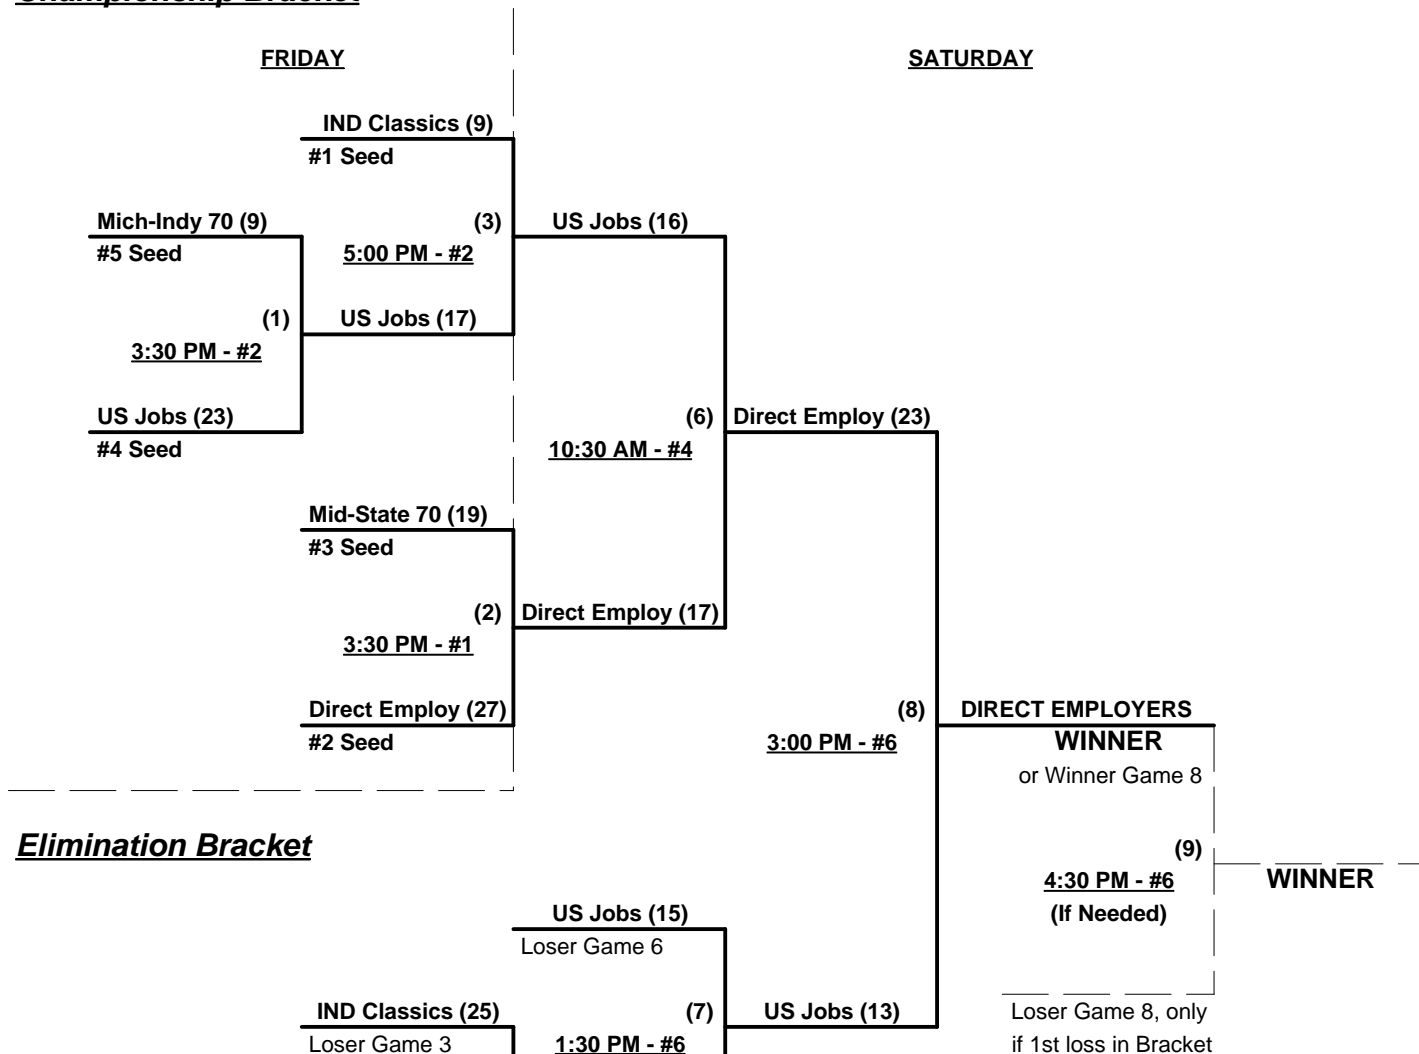 Championship Bracket
FRIDAY
SATURDAY
IND Classics (9)
#1 Seed
Mich-Indy 70 (9)
(3)
US Jobs (16)
#5 Seed
5:00 PM - #2
(1)
US Jobs (17)
3:30 PM - #2
US Jobs (23)
(6)
Direct Employ (23)
#4 Seed
10:30 AM - #4
Mid-State 70 (19)
#3 Seed
(2)
Direct Employ (17)
3:30 PM - #1
Direct Employ (27)
(8)
DIRECT EMPLOYERS
#2 Seed
3:00 PM - #6
WINNER
or Winner Game 8
Elimination Bracket
(9)
4:30 PM - #6
WINNER
(If Needed)
US Jobs (15)
Loser Game 6
IND Classics (25)
(7)
US Jobs (13)
Loser Game 8, only
Loser Game 3
1:30 PM - #6
if 1st loss in Bracket